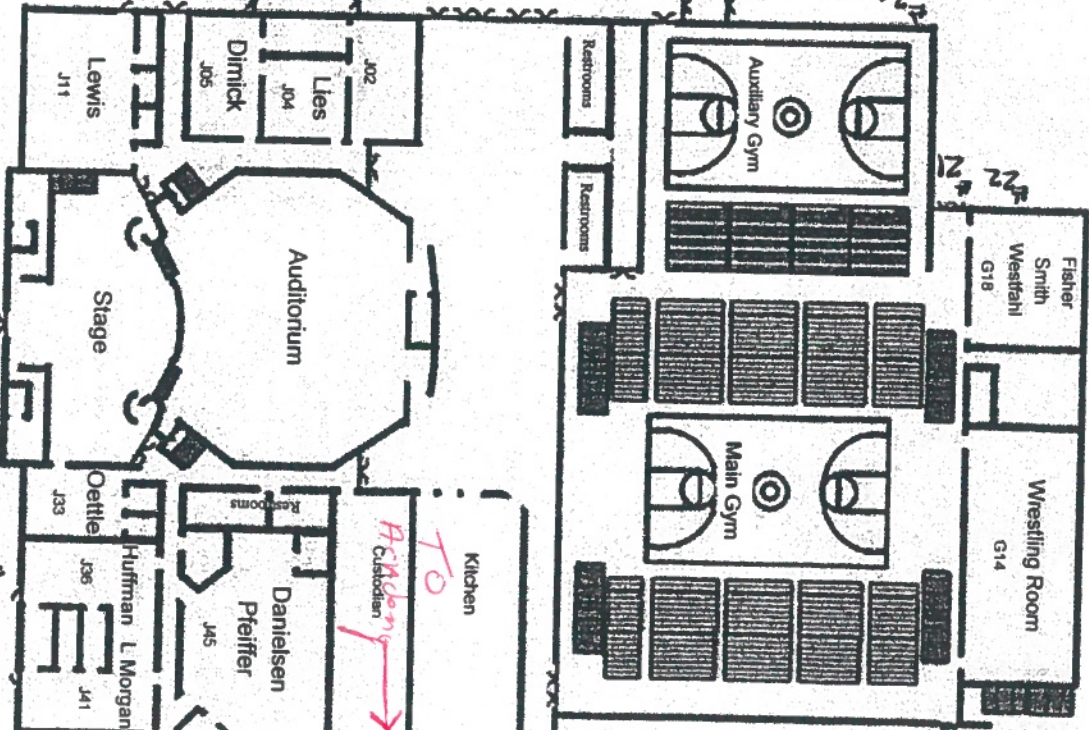 Fisher
Smith
Westfahl
G18
Wrestling Room
G14
Auxiliary Gym
Main Gym
Restrooms
Restrooms
Kitchen
TO
Custodian
J02
Lies
J04
Dimick
J05
Auditorium
Restrooms
Danielsen
Pfeiffer
J45
Lewis
J11
Stage
Oettle
J33
Huffman
J36
L Morgan
J41